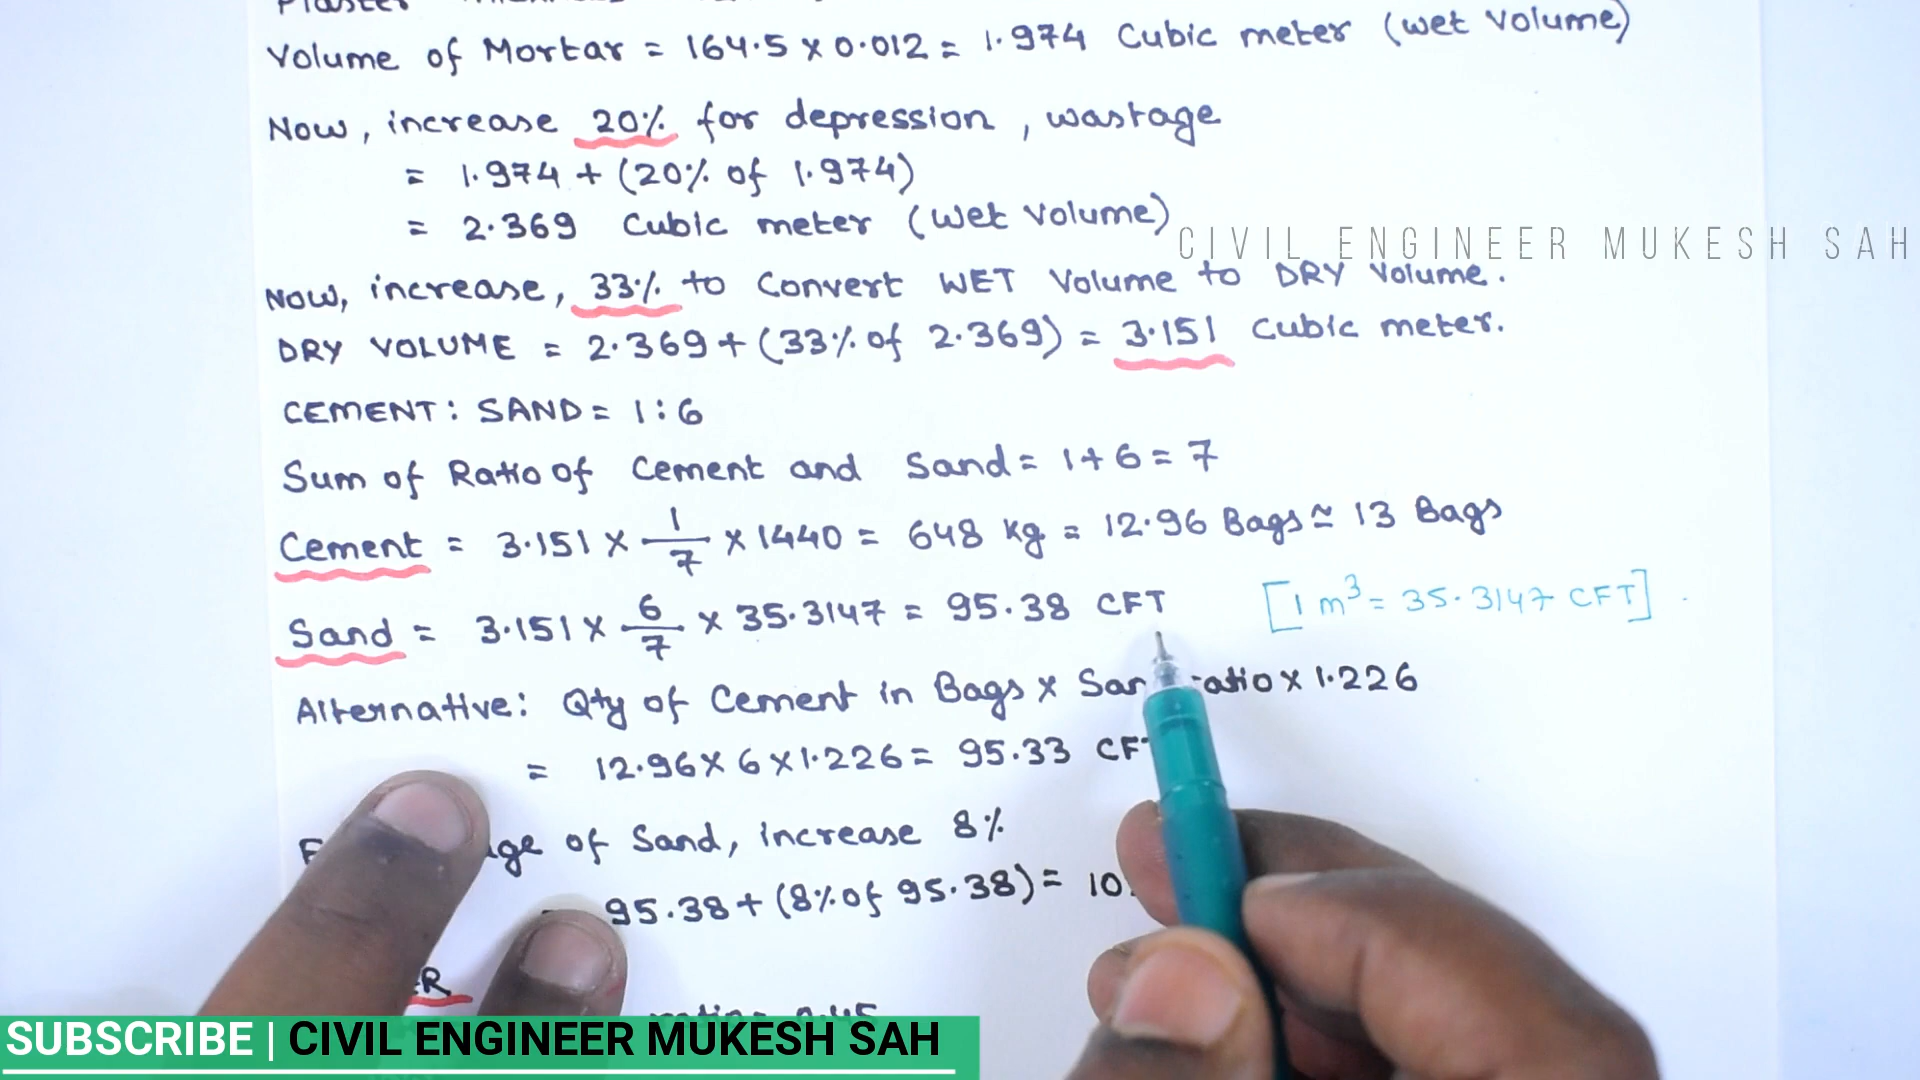 Plaster
Volume of Mortar = 164.5 x 0.012 = 1.974 Cubic meter (wet Volume)
Now, increase 20% for depression, wastage
= 1.974 + (20% of 1.974)
= 2.369 Cubic meter (wet Volume)
CIVIL ENGINEER MUKESH SAH
Now, increase, 33% to Convert WET Volume to DRY Volume.
DRY VOLUME = 2.369 + (33% of 2.369) = 3.151 Cubic meter.
CEMENT: SAND = 1:6
Sum of Ratio of Cement and Sand = 1+6 = 7
Cement = 3.151 x 1/7 x 1440 = 648 kg = 12.96 Bags ≃ 13 Bags
Sand = 3.151 x 6/7 x 35.3147 = 95.38 CFT [1 m³ = 35.3147 CFT]
Alternative: Qty of Cement in Bags x x 1.226
= 12.96 x 6 x 1.226 = 95.33
of Sand, increase 8%
95.38 + (8% of 95.38) =
SUBSCRIBE | CIVIL ENGINEER MUKESH SAH